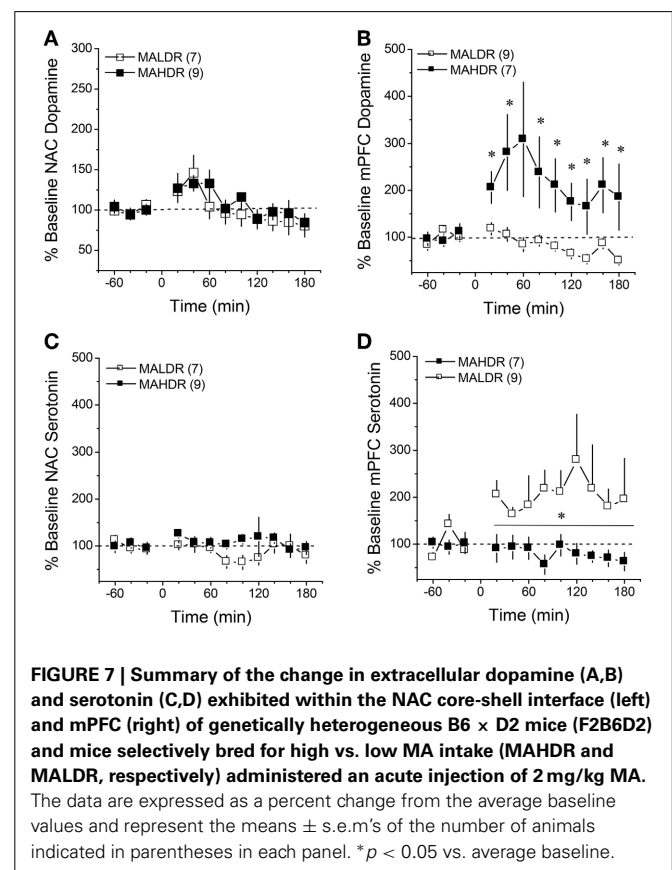 A
MALDR (7)
MAHDR (9)
% Baseline NAC Dopamine
300
250
200
150
100
50
-60 0 60 120 180
Time (min)
B
MALDR (9)
MAHDR (7)
% Baseline mPFC Dopamine
500
400
300
200
100
* * * * * * * *
-60 0 60 120 180
Time (min)
C
MALDR (7)
MAHDR (9)
% Baseline NAC Serotonin
500
400
300
200
100
-60 0 60 120 180
Time (min)
D
MAHDR (7)
MALDR (9)
% Baseline mPFC Serotonin
500
400
300
200
100
*
-60 0 60 120 180
Time (min)
FIGURE 7 | Summary of the change in extracellular dopamine (A,B)
and serotonin (C,D) exhibited within the NAC core-shell interface (left)
and mPFC (right) of genetically heterogeneous B6 × D2 mice (F2B6D2)
and mice selectively bred for high vs. low MA intake (MAHDR and
MALDR, respectively) administered an acute injection of 2 mg/kg MA.
The data are expressed as a percent change from the average baseline
values and represent the means ± s.e.m's of the number of animals
indicated in parentheses in each panel. *p < 0.05 vs. average baseline.